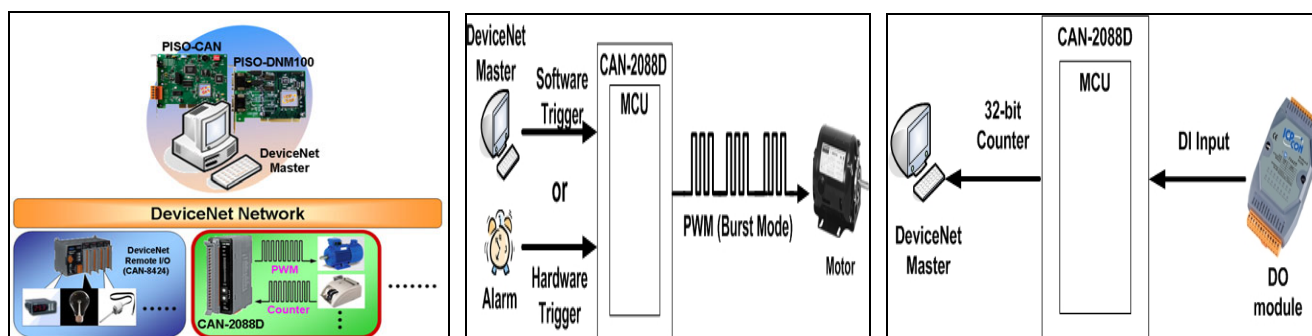 PISO-CAN
PISO-DNM100
DeviceNet
Master
DeviceNet Network
DeviceNet
Remote I/O
(CAN-8424)
PWM
Counter
CAN-2088D
DeviceNet
Master
Software
Trigger
or
Alarm
Hardware
Trigger
CAN-2088D
MCU
PWM (Burst Mode)
Motor
CAN-2088D
MCU
32-bit
Counter
DI Input
DeviceNet
Master
ICP
CON
DO
module